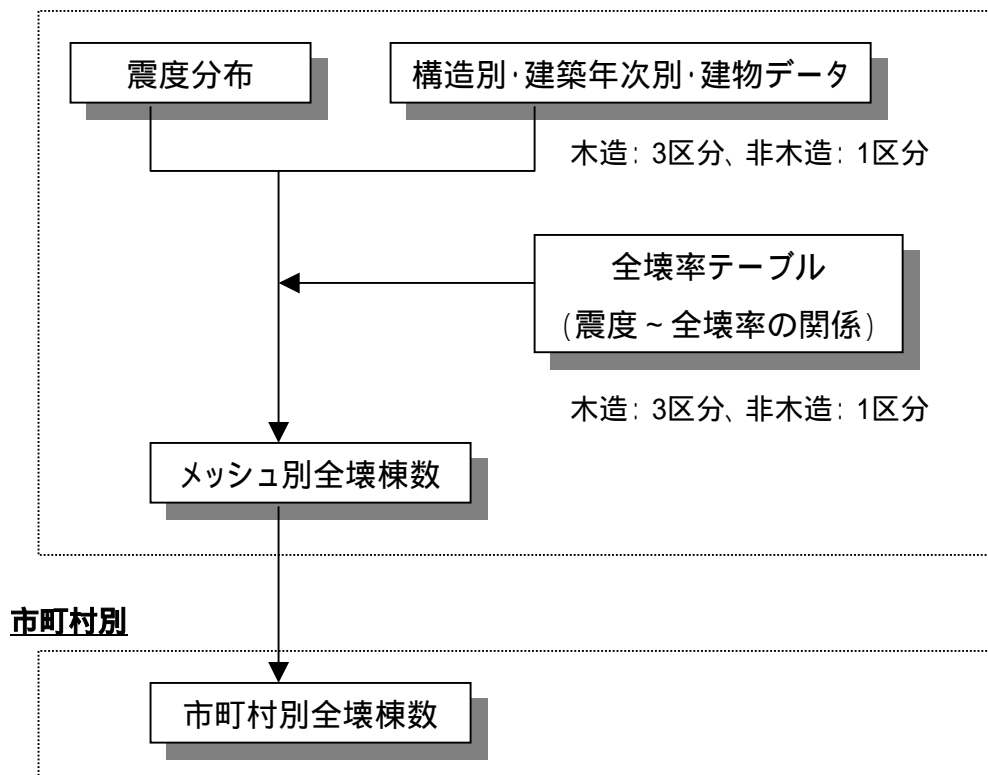 震度分布
構造別･建築年次別･建物データ
木造: 3区分、非木造: 1区分
全壊率テーブル
(震度~全壊率の関係)
木造: 3区分、非木造: 1区分
メッシュ別全壊棟数
市町村別
市町村別全壊棟数